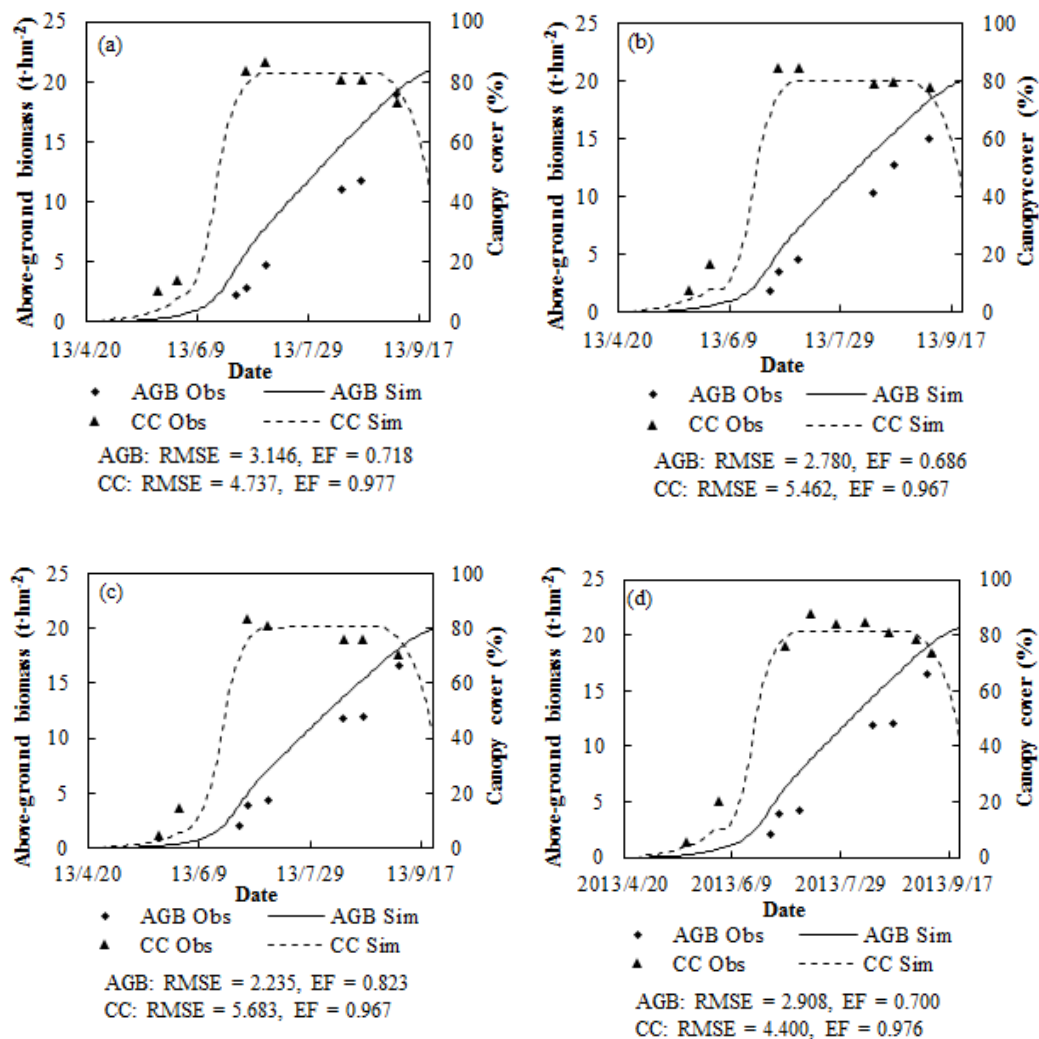 (a)
Above-ground biomass (t·hm⁻²)
25
20
15
10
5
0
100
80
60
40
20
0
Canopy cover (%)
13/4/20 13/6/9 13/7/29 13/9/17
Date
AGB Obs AGB Sim
CC Obs CC Sim
AGB: RMSE = 3.146, EF = 0.718
CC: RMSE = 4.737, EF = 0.977
(b)
Above-ground biomass (t·hm⁻²)
25
20
15
10
5
0
100
80
60
40
20
0
Canopyɤcover (%)
13/4/20 13/6/9 13/7/29 13/9/17
Date
AGB Obs AGB Sim
CC Obs CC Sim
AGB: RMSE = 2.780, EF = 0.686
CC: RMSE = 5.462, EF = 0.967
(c)
Above-ground biomass (t·hm⁻²)
25
20
15
10
5
0
100
80
60
40
20
0
Canopy cover (%)
13/4/20 13/6/9 13/7/29 13/9/17
Date
AGB Obs AGB Sim
CC Obs CC Sim
AGB: RMSE = 2.235, EF = 0.823
CC: RMSE = 5.683, EF = 0.967
(d)
Above-ground biomass (t·hm⁻²)
25
20
15
10
5
0
100
80
60
40
20
0
Canopy cover (%)
2013/4/20 2013/6/9 2013/7/29 2013/9/17
Date
AGB Obs AGB Sim
CC Obs CC Sim
AGB: RMSE = 2.908, EF = 0.700
CC: RMSE = 4.400, EF = 0.976